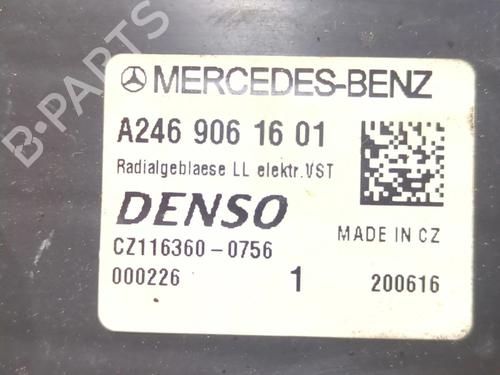 MERCEDES-BENZ
A246 906 16 01
Radialgeblaese LL elektr.VST
DENSO
MADE IN CZ
CZ116360-0756
000226 1 200616
B-PARTS